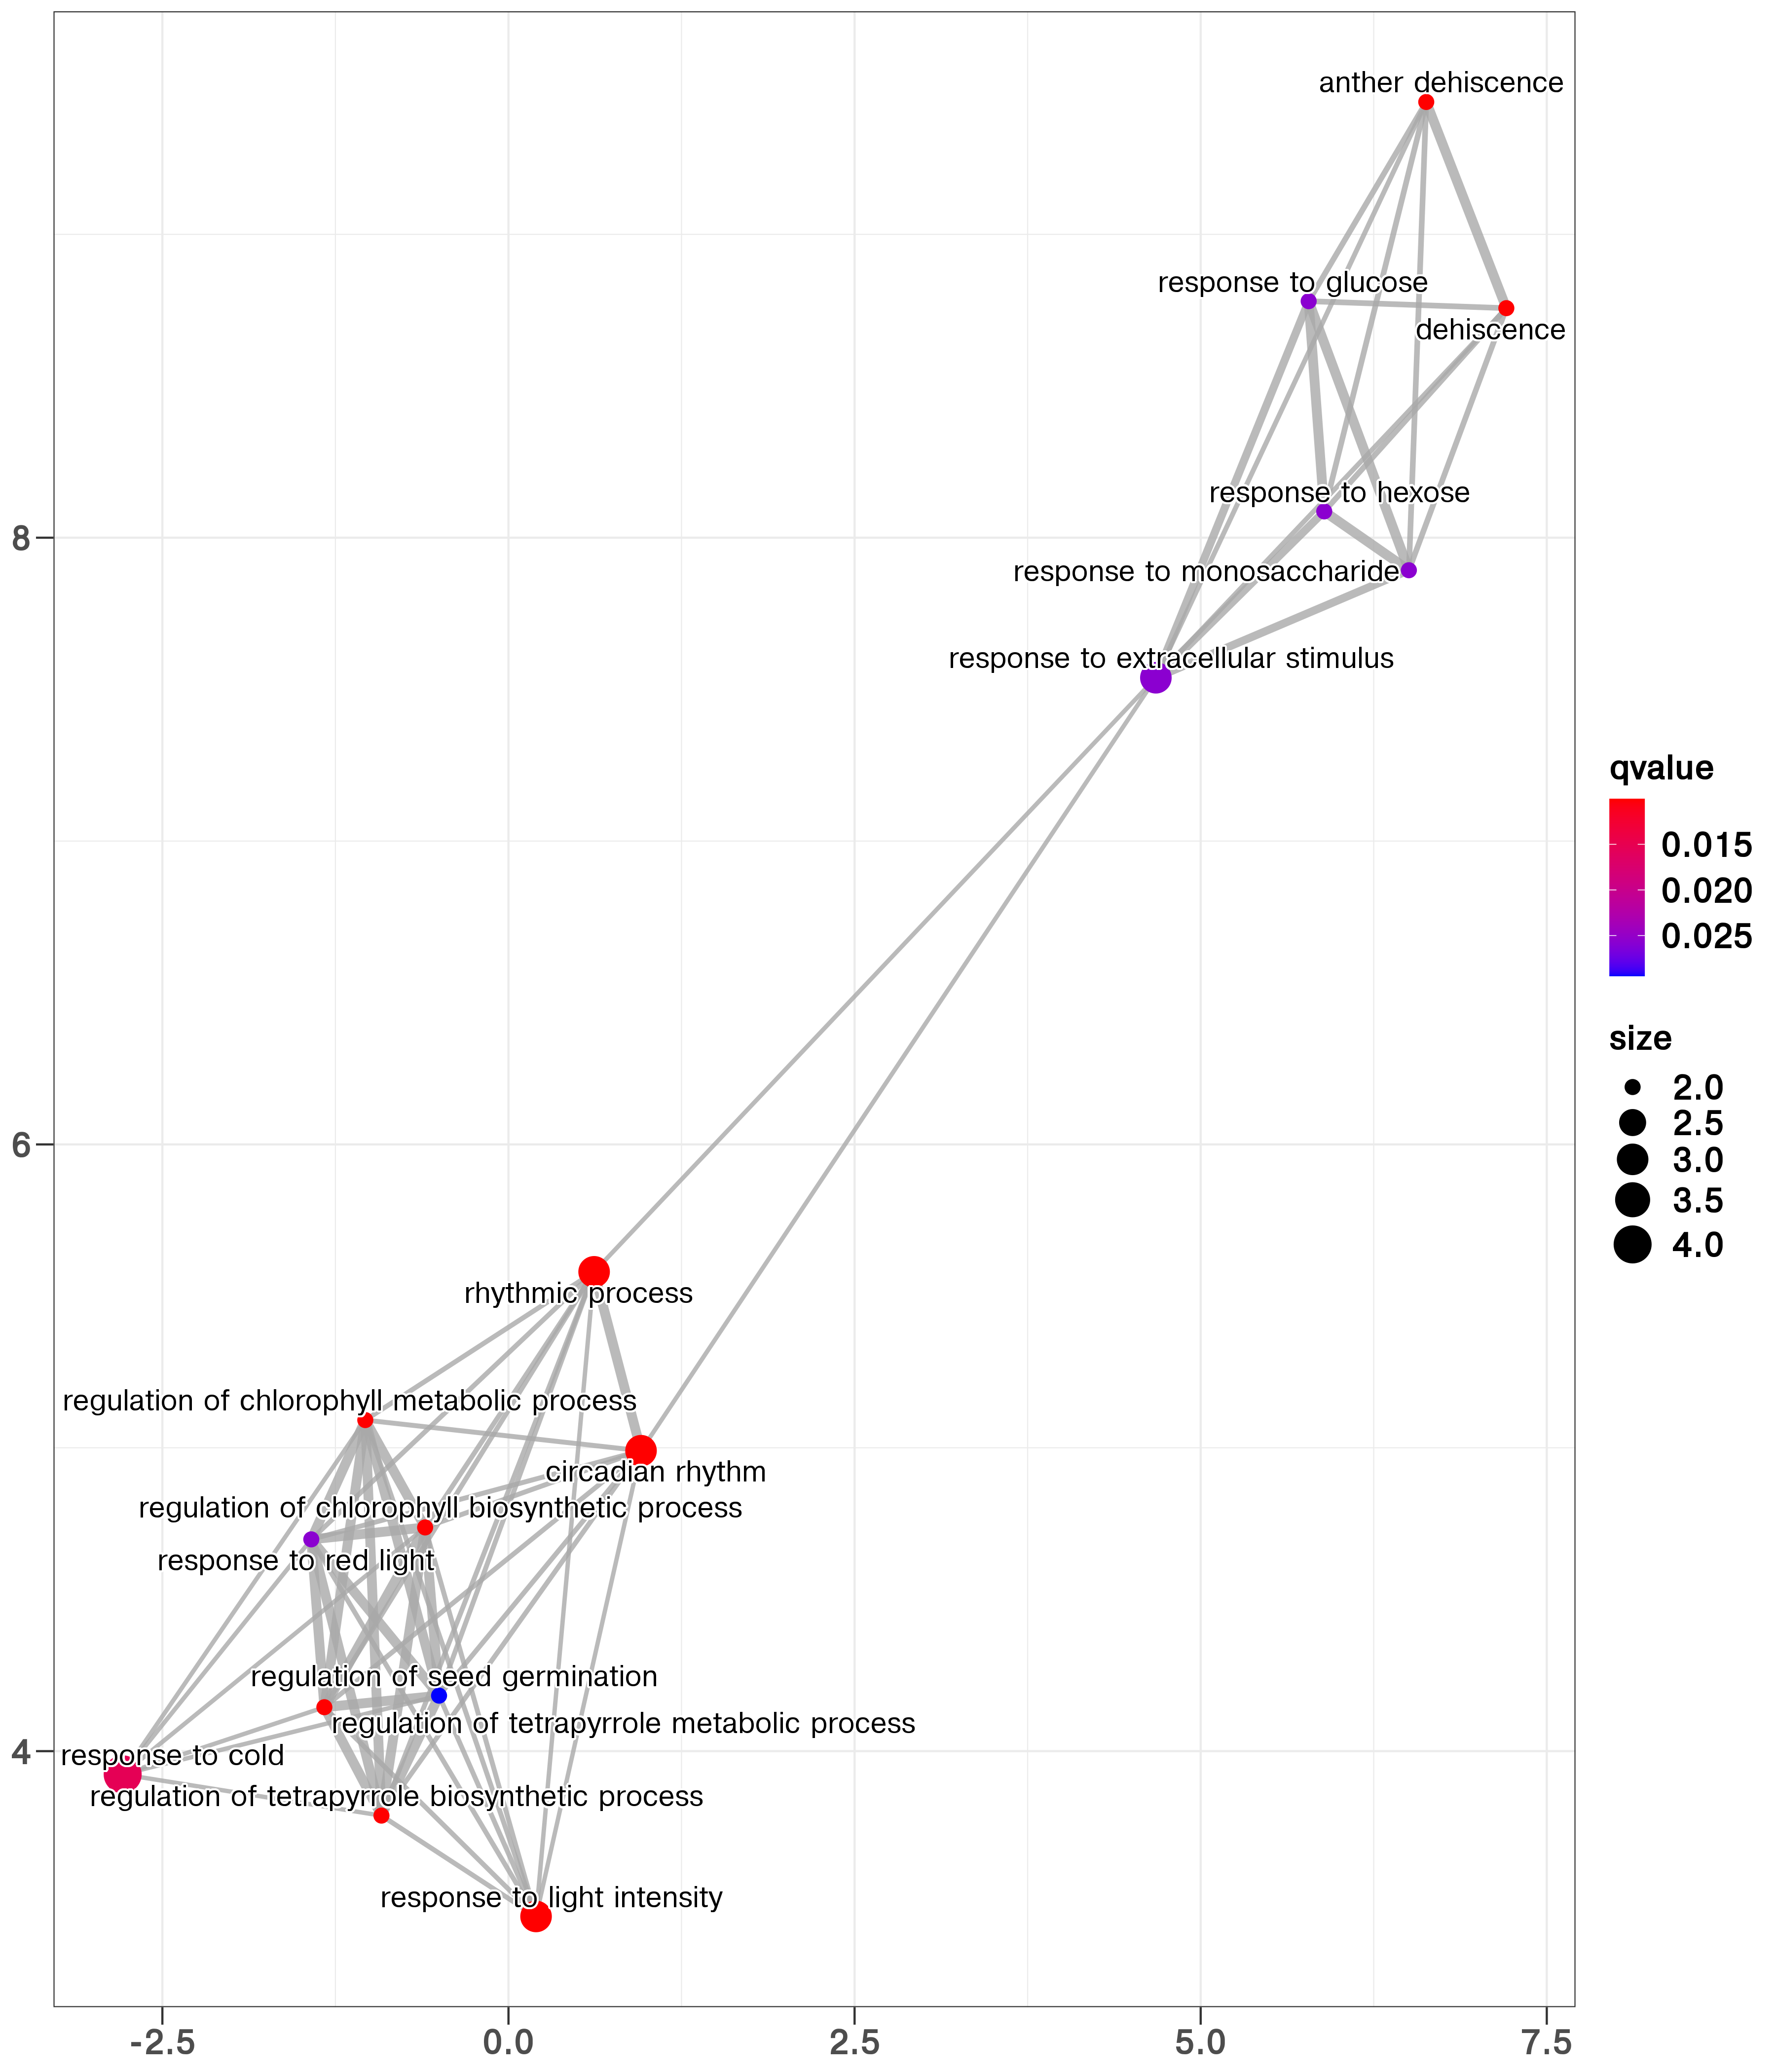 anther dehiscence
response to glucose
dehiscence
response to hexose
response to monosaccharide
response to extracellular stimulus
rhythmic process
regulation of chlorophyll metabolic process
circadian rhythm
regulation of chlorophyll biosynthetic process
response to red light
regulation of seed germination
regulation of tetrapyrrole metabolic process
response to cold
regulation of tetrapyrrole biosynthetic process
response to light intensity
8
6
4
-2.5
0.0
2.5
5.0
7.5
qvalue
0.015
0.020
0.025
size
2.0
2.5
3.0
3.5
4.0